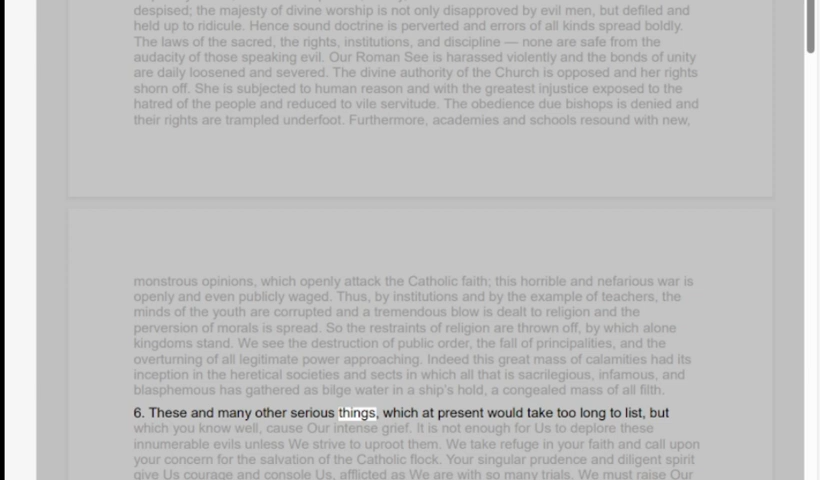 despised; the majesty of divine worship is not only disapproved by evil men, but defiled and
held up to ridicule. Hence sound doctrine is perverted and errors of all kinds spread boldly.
The laws of the sacred, the rights, institutions, and discipline — none are safe from the
audacity of those speaking evil. Our Roman See is harassed violently and the bonds of unity
are daily loosened and severed. The divine authority of the Church is opposed and her rights
shorn off. She is subjected to human reason and with the greatest injustice exposed to the
hatred of the people and reduced to vile servitude. The obedience due bishops is denied and
their rights are trampled underfoot. Furthermore, academies and schools resound with new,
monstrous opinions, which openly attack the Catholic faith; this horrible and nefarious war is
openly and even publicly waged. Thus, by institutions and by the example of teachers, the
minds of the youth are corrupted and a tremendous blow is dealt to religion and the
perversion of morals is spread. So the restraints of religion are thrown off, by which alone
kingdoms stand. We see the destruction of public order, the fall of principalities, and the
overturning of all legitimate power approaching. Indeed this great mass of calamities had its
inception in the heretical societies and sects in which all that is sacrilegious, infamous, and
blasphemous has gathered as bilge water in a ship's hold, a congealed mass of all filth.
6. These and many other serious things, which at present would take too long to list, but
which you know well, cause Our intense grief. It is not enough for Us to deplore these
innumerable evils unless We strive to uproot them. We take refuge in your faith and call upon
your concern for the salvation of the Catholic flock. Your singular prudence and diligent spirit
give Us courage and console Us, afflicted as We are with so many trials. We must raise Our